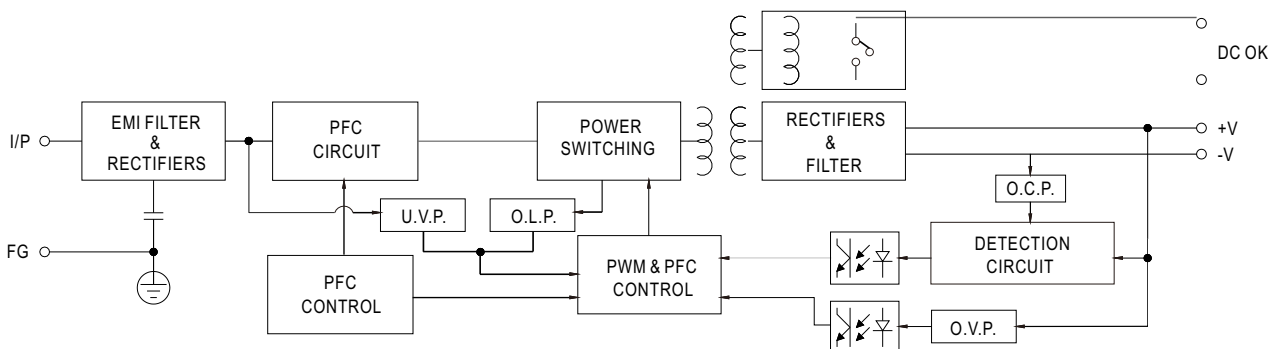 DC OK
I/P
EMI FILTER
&
RECTIFIERS
PFC
CIRCUIT
POWER
SWITCHING
RECTIFIERS
&
FILTER
+V
-V
O.C.P.
U.V.P.
O.L.P.
FG
PFC
CONTROL
PWM & PFC
CONTROL
DETECTION
CIRCUIT
O.V.P.